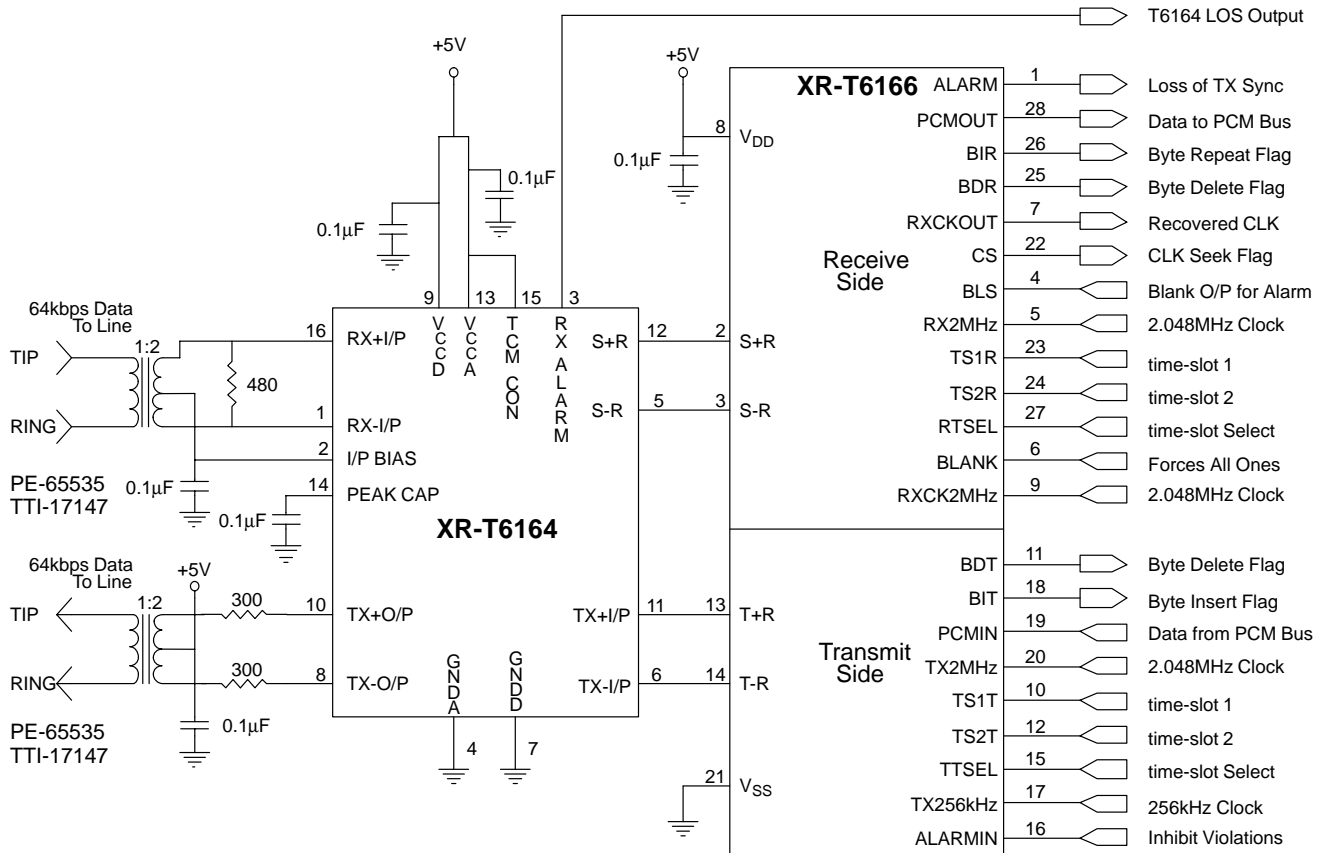 T6164 LOS Output
+5V
+5V
XR-T6166
ALARM 1 Loss of TX Sync
PCMOUT 28 Data to PCM Bus
8 VDD
BIR 26 Byte Repeat Flag
0.1µF
0.1µF
BDR 25 Byte Delete Flag
0.1µF
RXCKOUT 7 Recovered CLK
Receive
Side
CS 22 CLK Seek Flag
BLS 4 Blank O/P for Alarm
64kbps Data
To Line
9 13 15 3
RX2MHz 5 2.048MHz Clock
1:2
16 RX+I/P
VCCD
VCCA
TCM CON
RX ALARM
S+R 12 2 S+R
TIP
TS1R 23 time-slot 1
480
TS2R 24 time-slot 2
S-R 5 3 S-R
RING
1 RX-I/P
RTSEL 27 time-slot Select
2 I/P BIAS
BLANK 6 Forces All Ones
PE-65535
TTI-17147
0.1µF
14 PEAK CAP
RXCK2MHz 9 2.048MHz Clock
0.1µF
XR-T6164
64kbps Data
To Line
+5V
BDT 11 Byte Delete Flag
1:2
300
BIT 18 Byte Insert Flag
TIP
10 TX+O/P
TX+I/P 11 13 T+R
PCMIN 19 Data from PCM Bus
Transmit
Side
TX2MHz 20 2.048MHz Clock
300
RING
8 TX-O/P
GNDA
GNDD
TX-I/P 6 14 T-R
TS1T 10 time-slot 1
PE-65535
TTI-17147
0.1µF
4
7
TS2T 12 time-slot 2
TTSEL 15 time-slot Select
21 VSS
TX256kHz 17 256kHz Clock
ALARMIN 16 Inhibit Violations